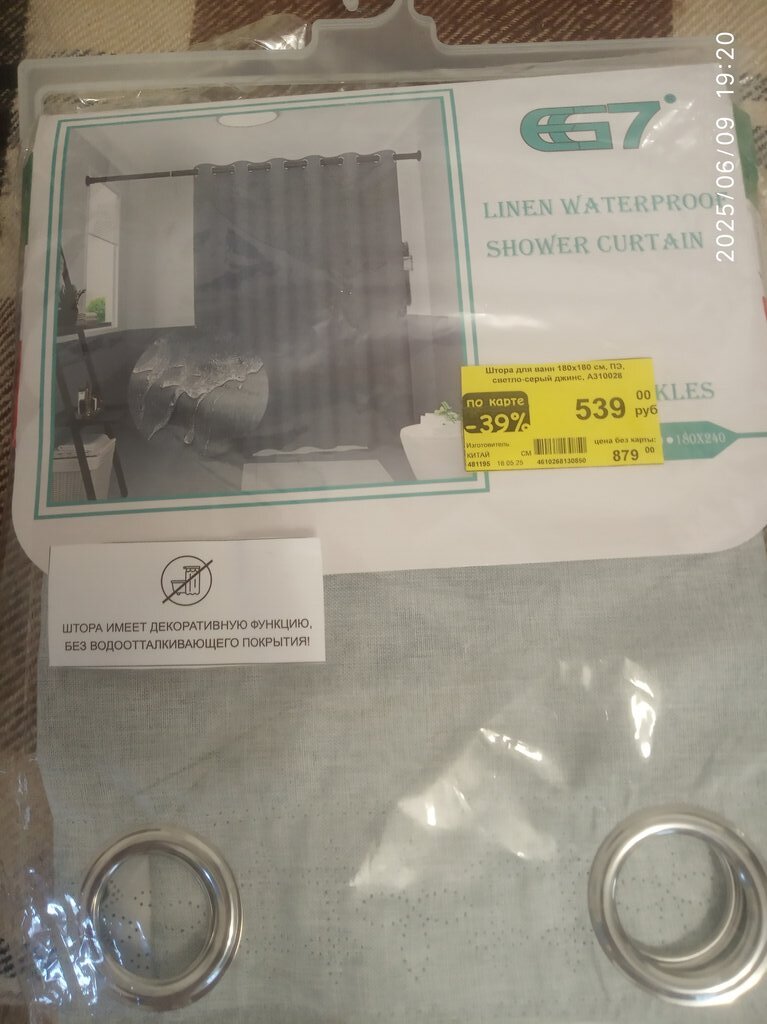 2025/06/09 19:20
EG7
LINEN WATERPROOF
SHOWER CURTAIN
KLES
180X240
Штора для ванн 180х180 см, ПЭ,
светло-серый джинс, А310028
по карте
-39%
539 00 руб
Изготовитель
КИТАЙ
СМ
цена без карты:
481195 18.05.25 4610268130850
879 00
ШТОРА ИМЕЕТ ДЕКОРАТИВНУЮ ФУНКЦИЮ,
БЕЗ ВОДООТТАЛКИВАЮЩЕГО ПОКРЫТИЯ!